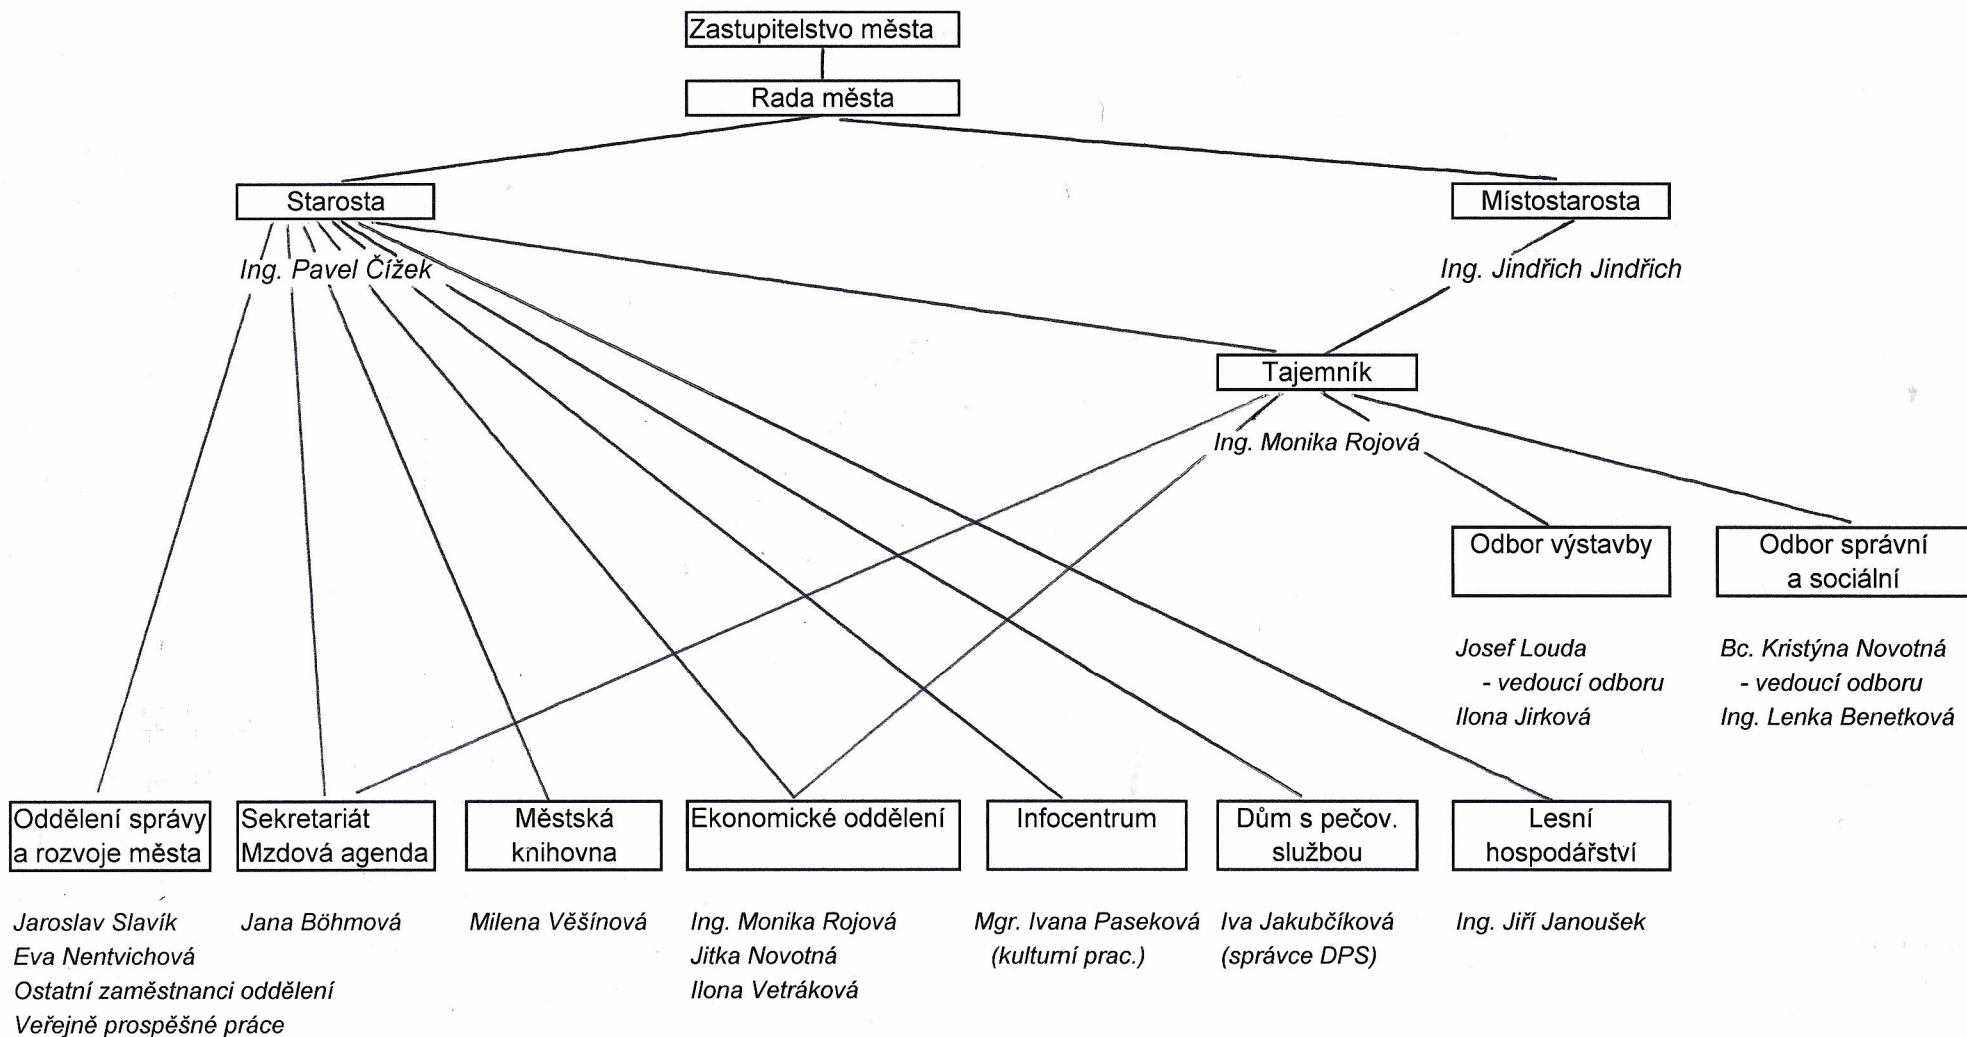 Zastupitelstvo města
Rada města
Starosta
Místostarosta
Ing. Pavel Čížek
Ing. Jindřich Jindřich
Tajemník
Ing. Monika Rojová
Odbor výstavby
Odbor správní
a sociální
Josef Louda
- vedoucí odboru
Ilona Jirková
Bc. Kristýna Novotná
- vedoucí odboru
Ing. Lenka Benetková
Oddělení správy
a rozvoje města
Sekretariát
Mzdová agenda
Městská
knihovna
Ekonomické oddělení
Infocentrum
Dům s pečov.
službou
Lesní
hospodářství
Jaroslav Slavík
Eva Nentvichová
Ostatní zaměstnanci oddělení
Veřejně prospěšné práce
Jana Böhmová
Milena Věšínová
Ing. Monika Rojová
Jitka Novotná
Ilona Vetráková
Mgr. Ivana Paseková
(kulturní prac.)
Iva Jakubčíková
(správce DPS)
Ing. Jiří Janoušek